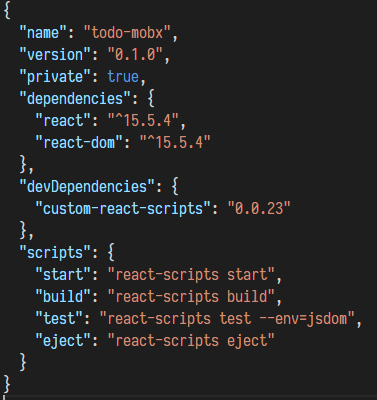 {
  "name": "todo-mobx",
  "version": "0.1.0",
  "private": true,
  "dependencies": {
    "react": "^15.5.4",
    "react-dom": "^15.5.4"
  },
  "devDependencies": {
    "custom-react-scripts": "0.0.23"
  },
  "scripts": {
    "start": "react-scripts start",
    "build": "react-scripts build",
    "test": "react-scripts test --env=jsdom",
    "eject": "react-scripts eject"
  }
}